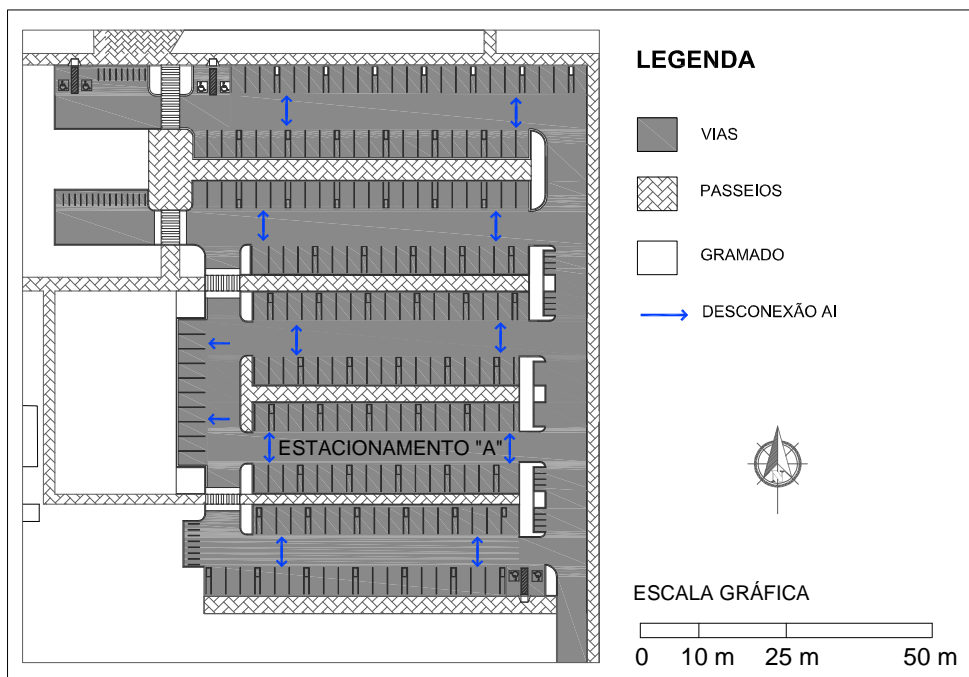 LEGENDA
VIAS
PASSEIOS
GRAMADO
DESCONEXÃO AI
ESTACIONAMENTO "A"
ESCALA GRÁFICA
0 10 m 25 m 50 m